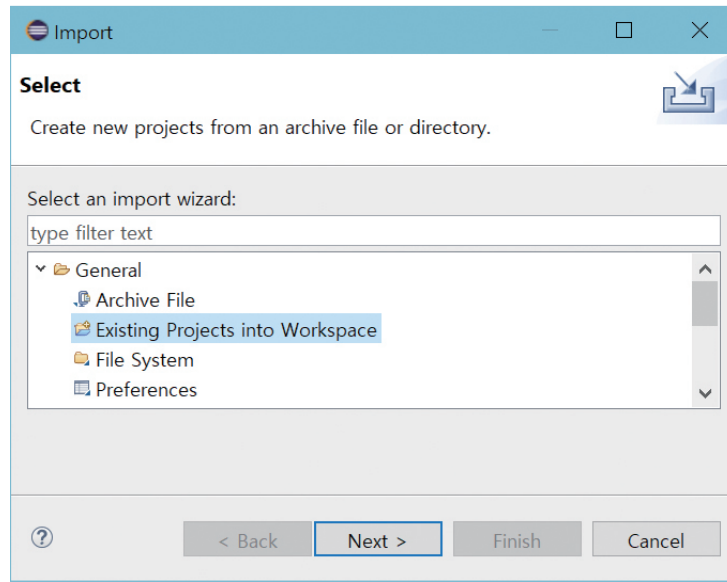 Import
Select
Create new projects from an archive file or directory.
Select an import wizard:
type filter text
General
Archive File
Existing Projects into Workspace
File System
Preferences
< Back Next > Finish Cancel